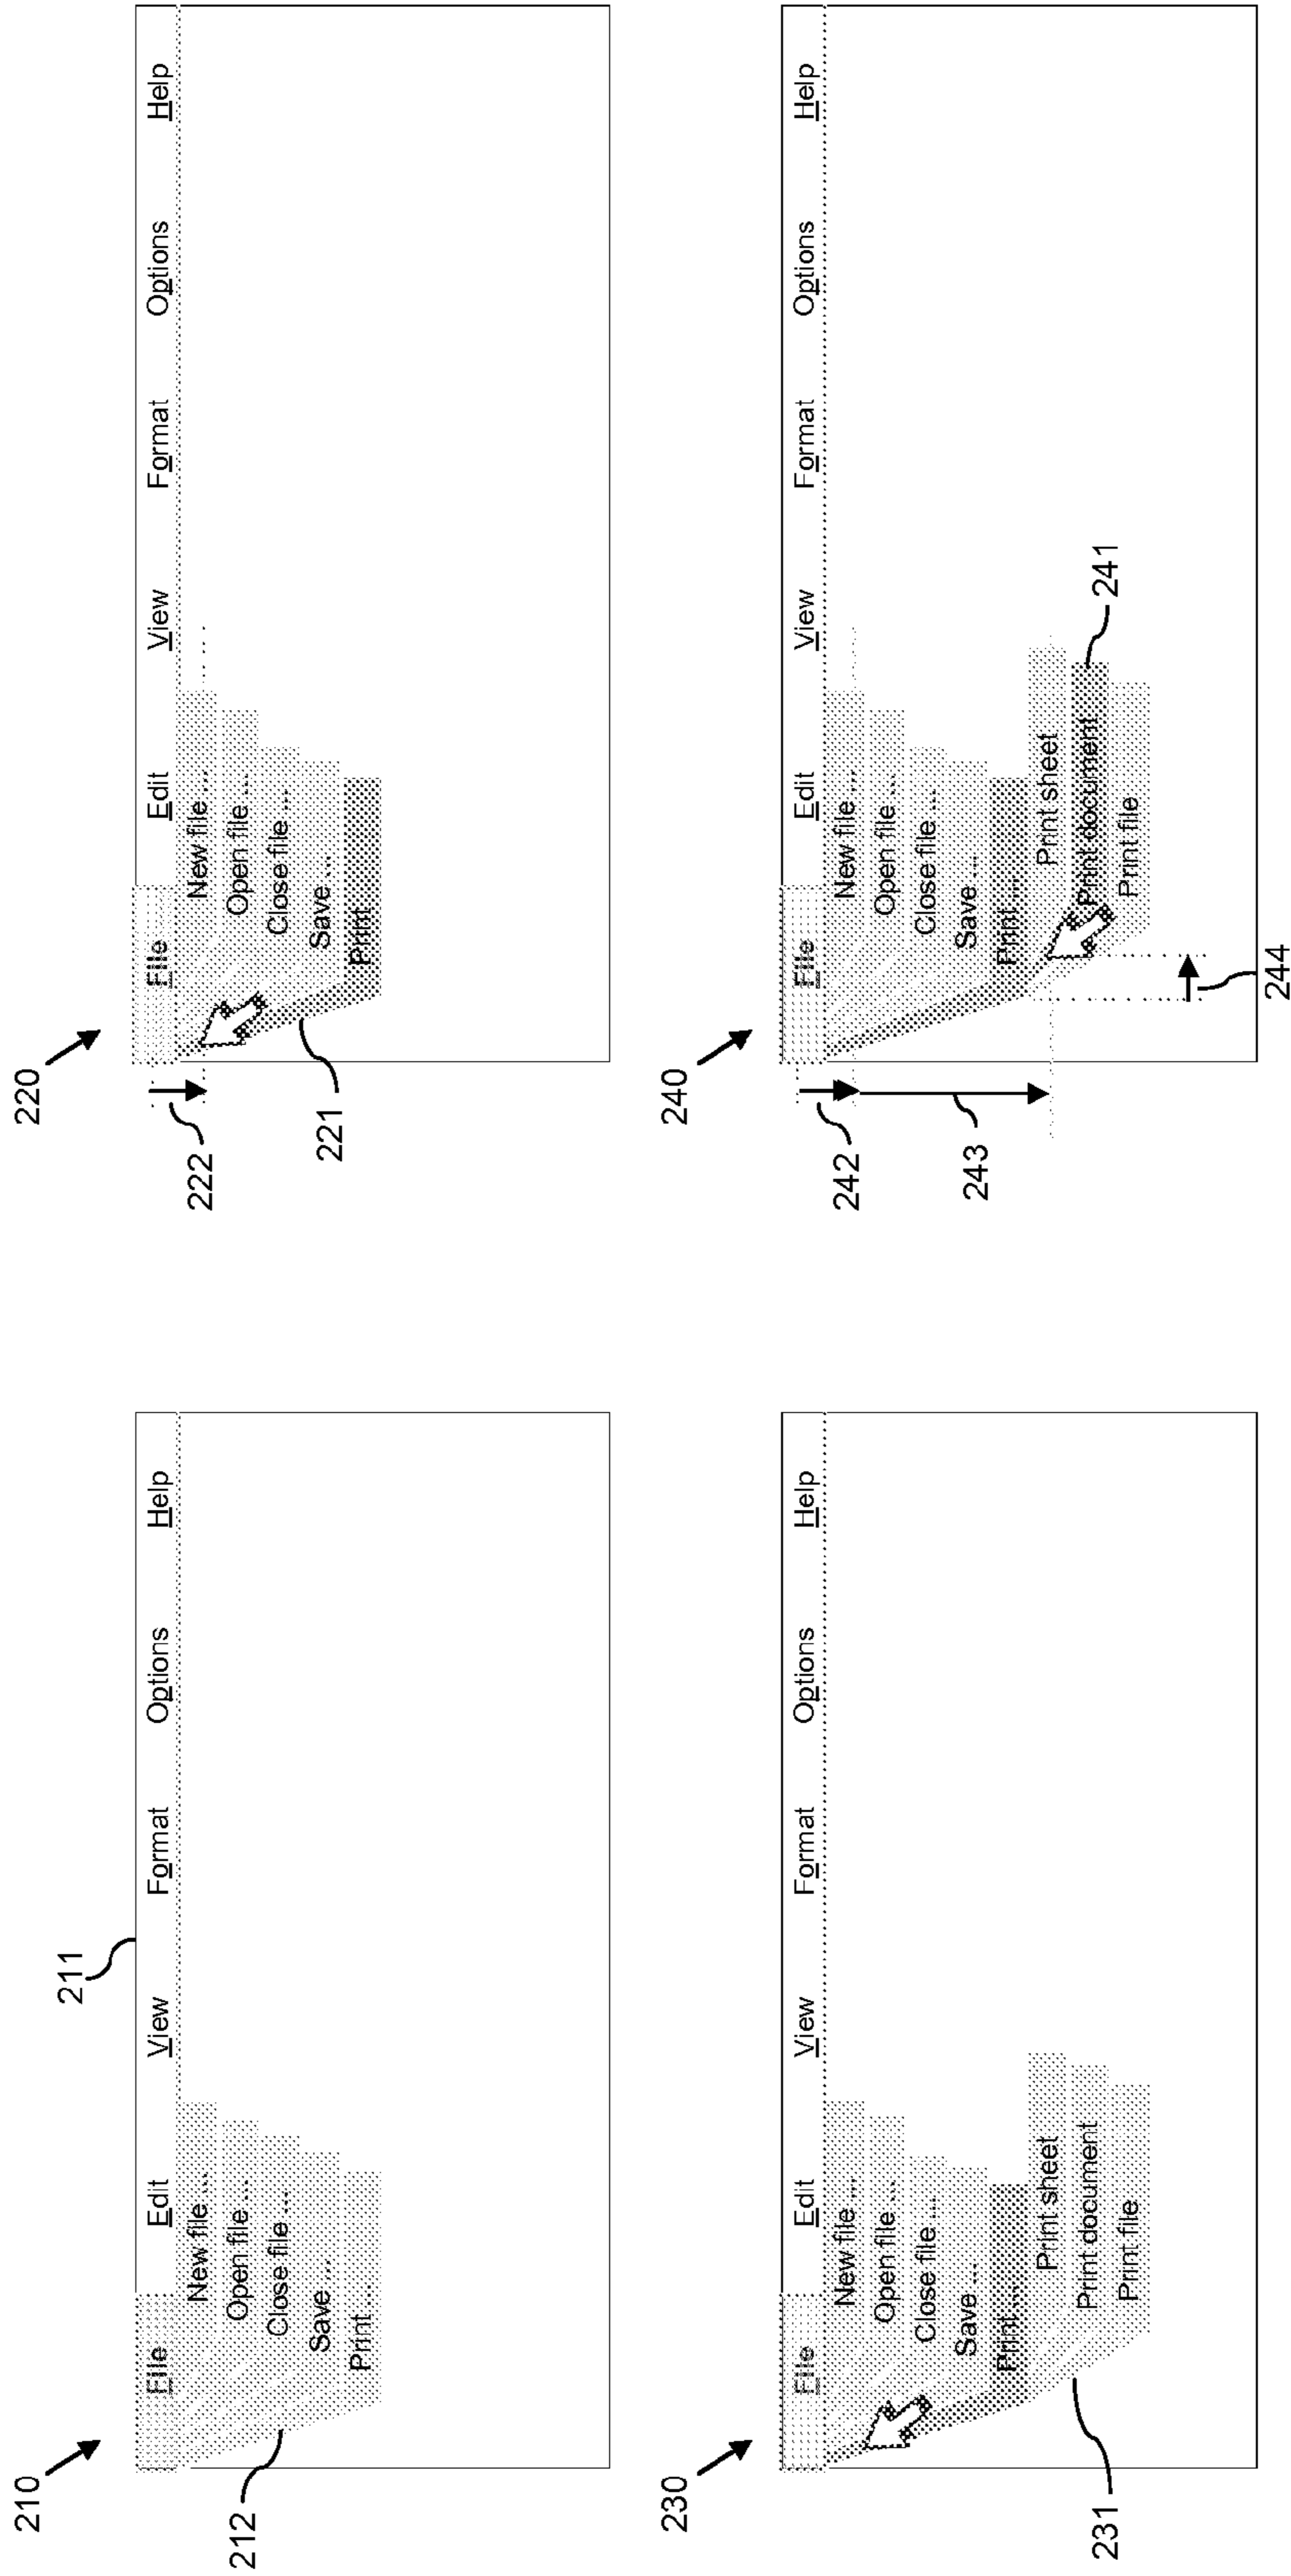 210
211
File Edit View Format Options Help
New file ...
Open file ...
Close file ...
Save ...
Print ...
212
220
File Edit View Format Options Help
New file ...
Open file ...
Close file ...
Save ...
Print
222
221
230
File Edit View Format Options Help
New file ...
Open file ...
Close file ...
Save ...
Print ...
Print sheet
Print document
Print file
231
240
File Edit View Format Options Help
New file ...
Open file ...
Close file ...
Save ...
Print ...
Print sheet
Print document
Print file
241
242
243
244